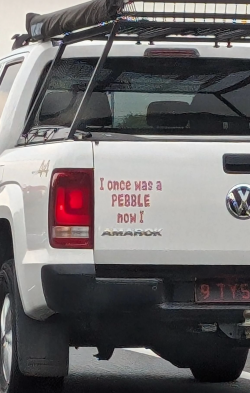 I once was a
PEBBLE
now I
AMAROK
9 TYS